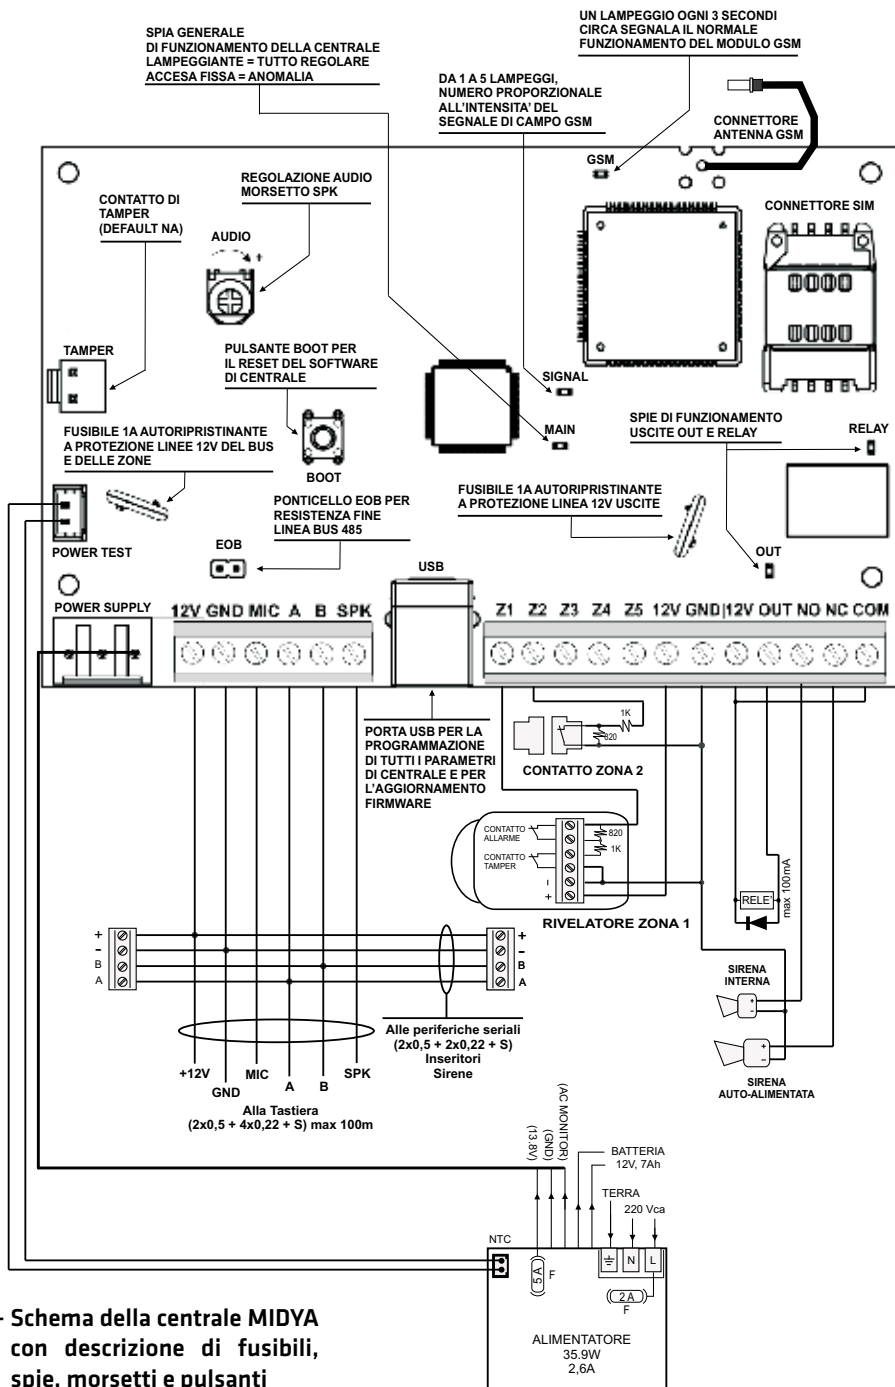 UN LAMPEGGIO OGNI 3 SECONDI
CIRCA SEGNALA IL NORMALE
FUNZIONAMENTO DEL MODULO GSM
SPIA GENERALE
DI FUNZIONAMENTO DELLA CENTRALE
LAMPEGGIANTE = TUTTO REGOLARE
ACCESA FISSA = ANOMALIA
DA 1 A 5 LAMPEGGI,
NUMERO PROPORZIONALE
ALL'INTENSITA' DEL
SEGNALE DI CAMPO GSM
CONNETTORE
ANTENNA GSM
GSM
CONTATTO DI
TAMPER
(DEFAULT NA)
REGOLAZIONE AUDIO
MORSETTO SPK
AUDIO
+
CONNETTORE SIM
TAMPER
PULSANTE BOOT PER
IL RESET DEL SOFTWARE
DI CENTRALE
BOOT
SIGNAL
MAIN
SPIE DI FUNZIONAMENTO
USCITE OUT E RELAY
RELAY
FUSIBILE 1A AUTORIPRISTINANTE
A PROTEZIONE LINEE 12V DEL BUS
E DELLE ZONE
PONTICELLO EOB PER
RESISTENZA FINE
LINEA BUS 485
FUSIBILE 1A AUTORIPRISTINANTE
A PROTEZIONE LINEA 12V USCITE
POWER TEST
EOB
USB
OUT
POWER SUPPLY
12V GND MIC A B SPK
Z1 Z2 Z3 Z4 Z5 12V GND|12V OUT NO NC COM
PORTA USB PER LA
PROGRAMMAZIONE
DI TUTTI I PARAMETRI
DI CENTRALE E PER
L'AGGIORNAMENTO
FIRMWARE
1K
820
CONTATTO ZONA 2
CONTATTO
ALLARME
CONTATTO
TAMPER
-
+
820
1K
RIVELATORE ZONA 1
RELE'
max 100mA
+
-
B
A
+
-
B
A
SIRENA
INTERNA
+
-
+
-
SIRENA
AUTO-ALIMENTATA
Alle periferiche seriali
(2x0,5 + 2x0,22 + S)
Inseritori
Sirene
+12V
GND
MIC
A
B
SPK
Alla Tastiera
(2x0,5 + 4x0,22 + S) max 100m
(13.8V)
(GND)
(AC MONITOR)
BATTERIA
12V, 7Ah
TERRA
220 Vca
NTC
5 A
F
N
L
2 A
F
ALIMENTATORE
35.9W
2,6A
- Schema della centrale MIDYA
con descrizione di fusibili,
spie, morsetti e pulsanti